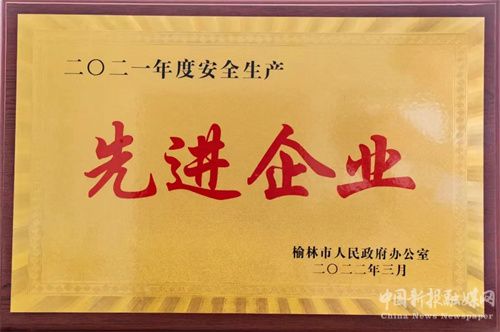 二〇二一年度安全生产
先进企业
榆林市人民政府办公室
二〇二二年三月
中国新报融媒网
China News Newspaper